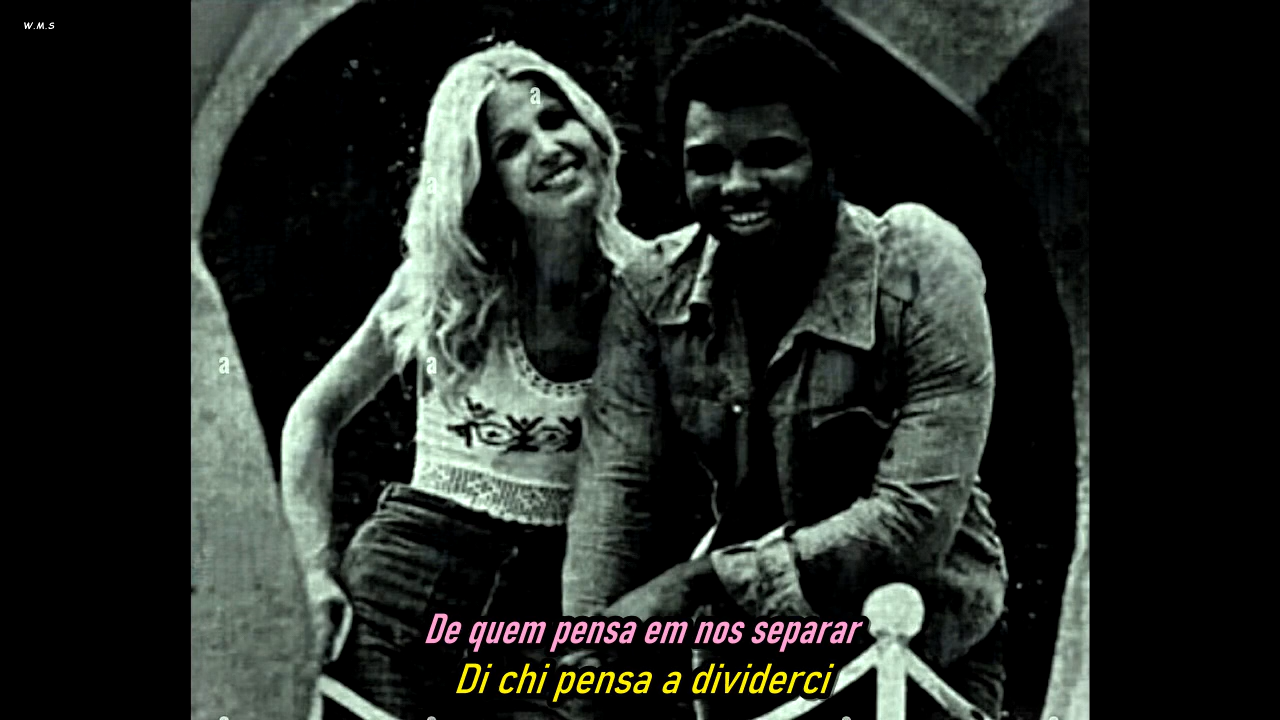 W.M.S
a
a
a
a
De quem pensa em nos separar
Di chi pensa a dividerci